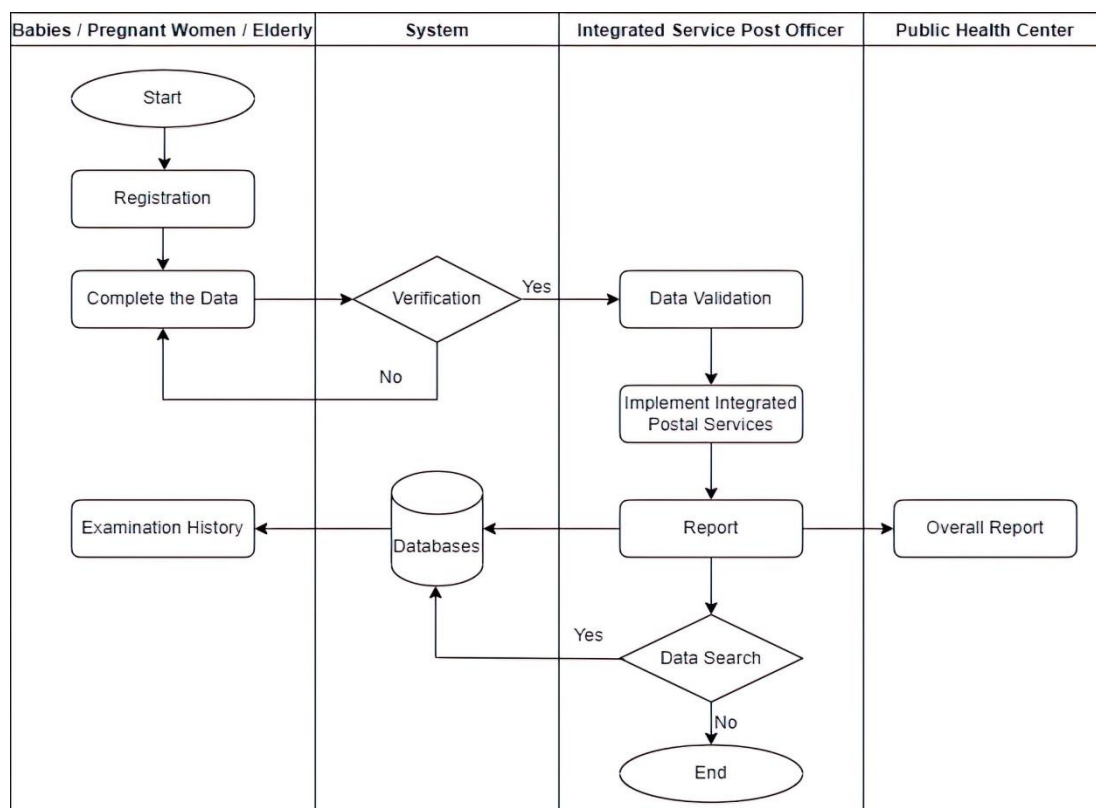 Babies / Pregnant Women / Elderly
System
Integrated Service Post Officer
Public Health Center
Start
Registration
Complete the Data
Verification
Yes
Data Validation
No
Implement Integrated
Postal Services
Examination History
Databases
Report
Overall Report
Yes
Data Search
No
End